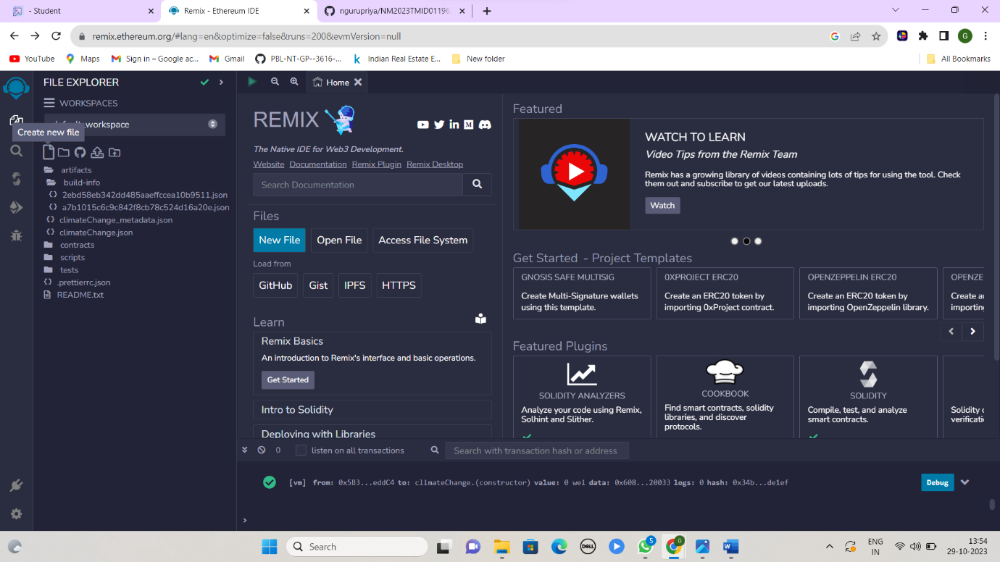 - Student
Remix - Ethereum IDE
ngurupriya/NM2023TMID01196
remix.ethereum.org/#lang=en&optimize=false&runs=200&evmVersion=null
G
YouTube
Maps
Sign in – Google ac...
Gmail
PBL-NT-GP--3616-...
Indian Real Estate E...
New folder
All Bookmarks
FILE EXPLORER
WORKSPACES
workspace
Create new file
artifacts
build-info
2ebd58eb342dd485aaeffccea10b9511.json
a7b1015c6c9c842f8cb78c524d16a20e.json
climateChange_metadata.json
climateChange.json
contracts
scripts
tests
.prettierrc.json
README.txt
Home
REMIX
The Native IDE for Web3 Development.
Website Documentation Remix Plugin Remix Desktop
Search Documentation
Files
New File Open File Access File System
Load from
GitHub Gist IPFS HTTPS
Learn
Remix Basics
An introduction to Remix's interface and basic operations.
Get Started
Intro to Solidity
Deploying with Libraries
Featured
WATCH TO LEARN
Video Tips from the Remix Team
Remix has a growing library of videos containing lots of tips for using the tool. Check
them out and subscribe to get our latest uploads.
Watch
Get Started - Project Templates
GNOSIS SAFE MULTISIG
Create Multi-Signature wallets
using this template.
0XPROJECT ERC20
Create an ERC20 token by
importing 0xProject contract.
OPENZEPPELIN ERC20
Create an ERC20 token by
importing OpenZeppelin library.
OPENZE
Create a
importing
Featured Plugins
SOLIDITY ANALYZERS
Analyze your code using Remix,
Solhint and Slither.
COOKBOOK
Find smart contracts, solidity
libraries, and discover
protocols.
SOLIDITY
Compile, test, and analyze
smart contracts.
Solidity
verificati
0 listen on all transactions
Search with transaction hash or address
[vm] from: 0x5B3...eddC4 to: climateChange.(constructor) value: 0 wei data: 0x608...20033 logs: 0 hash: 0x34b...de1ef
Debug
>
Search
DELL
5
G
W
ENG
IN
13:54
29-10-2023